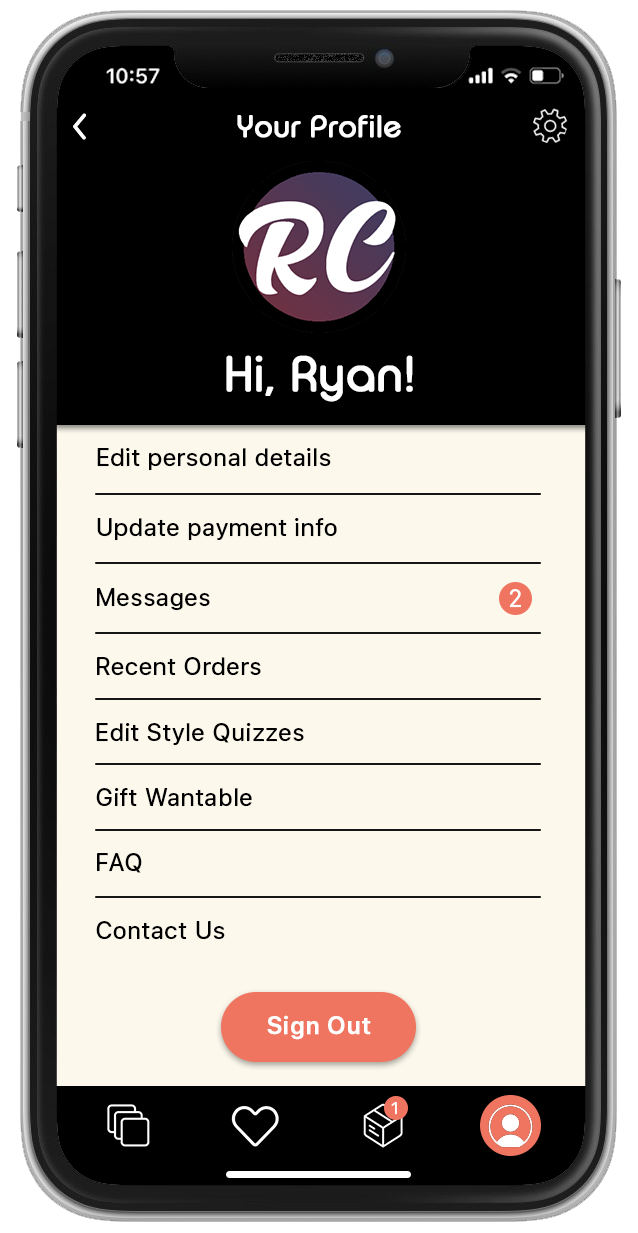 10:57
Your Profile
RC
Hi, Ryan!
Edit personal details
Update payment info
Messages
2
Recent Orders
Edit Style Quizzes
Gift Wantable
FAQ
Contact Us
Sign Out
1